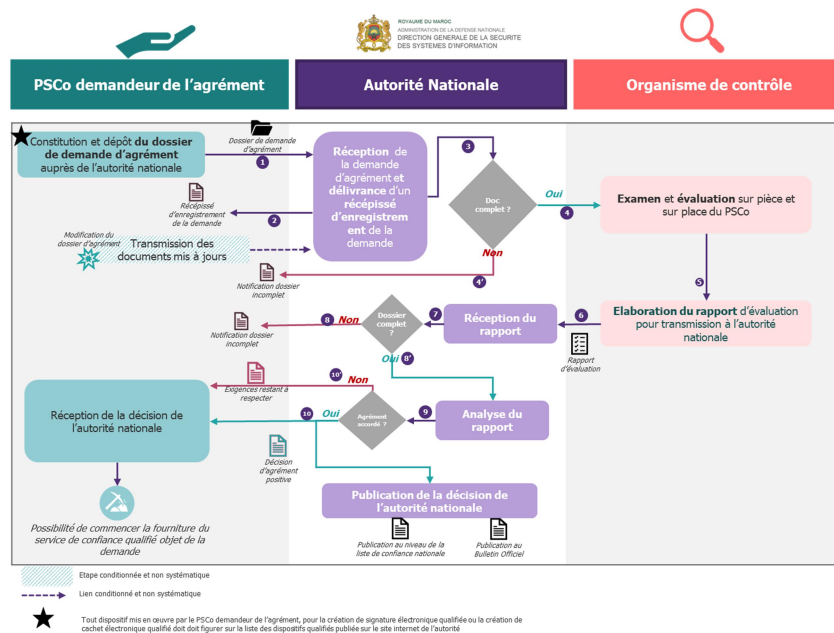 ROYAUME DU MAROC
ADMINISTRATION DE LA DEFENSE NATIONALE
DIRECTION GENERALE DE LA SECURITE
DES SYSTEMES D'INFORMATION
PSCo demandeur de l'agrément
Autorité Nationale
Organisme de contrôle
Constitution et dépôt du dossier
de demande d'agrément
auprès de l'autorité nationale
Dossier de demande
d'agrément
1
Réception de
la demande
d'agrément et
délivrance d'un
récépissé
d'enregistrem
ent de la
demande
3
Doc
complet ?
Oui
4
Examen et évaluation sur pièce et
sur place du PSCo
2
Récépissé
d'enregistrement
de la demande
Modification du
dossier d'agrément
Transmission des
documents mis à jours
Non
4'
Notification dossier
incomplet
5
Elaboration du rapport d'évaluation
pour transmission à l'autorité
nationale
6
Rapport
d'évaluation
Réception du
rapport
7
Dossier
complet ?
8
Non
Notification dossier
incomplet
Oui
8'
Analyse du
rapport
9
Agrément
accordé ?
10'
Non
Exigences restant à
respecter
10
Oui
Décision
d'agrément
positive
Réception de la décision de
l'autorité nationale
Possibilité de commencer la fourniture du
service de confiance qualifié objet de la
demande
Publication de la décision de
l'autorité nationale
Publication au niveau de la
liste de confiance nationale
Publication au
Bulletin Officiel
Etape conditionnée et non systématique
Lien conditionné et non systématique
Tout dispositif mis en œuvre par le PSCo demandeur de l'agrément, pour la création de signature électronique qualifiée ou la création de
cachet électronique qualifié doit doit figurer sur la liste des dispositifs qualifiés publiée sur le site internet de l'autorité